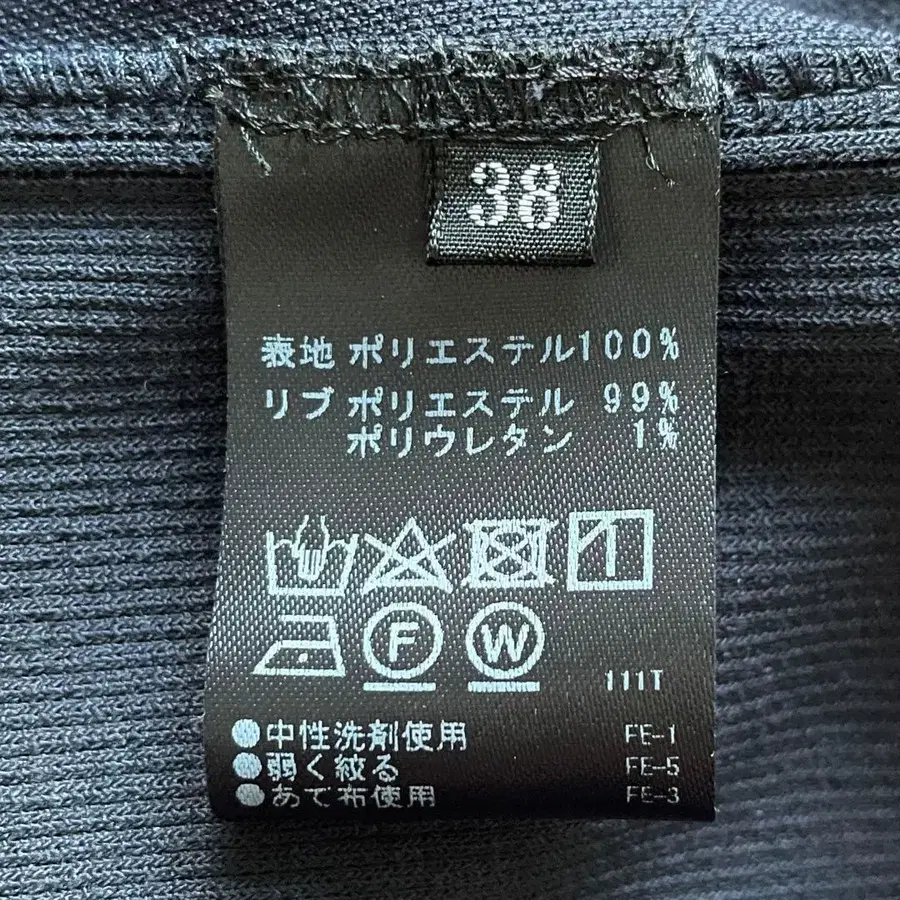 38
表地 ポリエステル100%
リブ ポリエステル 99%
ポリウレタン 1%
F W
111T
●中性洗剤使用 FE-1
●弱く絞る FE-5
●あて布使用 FE-3